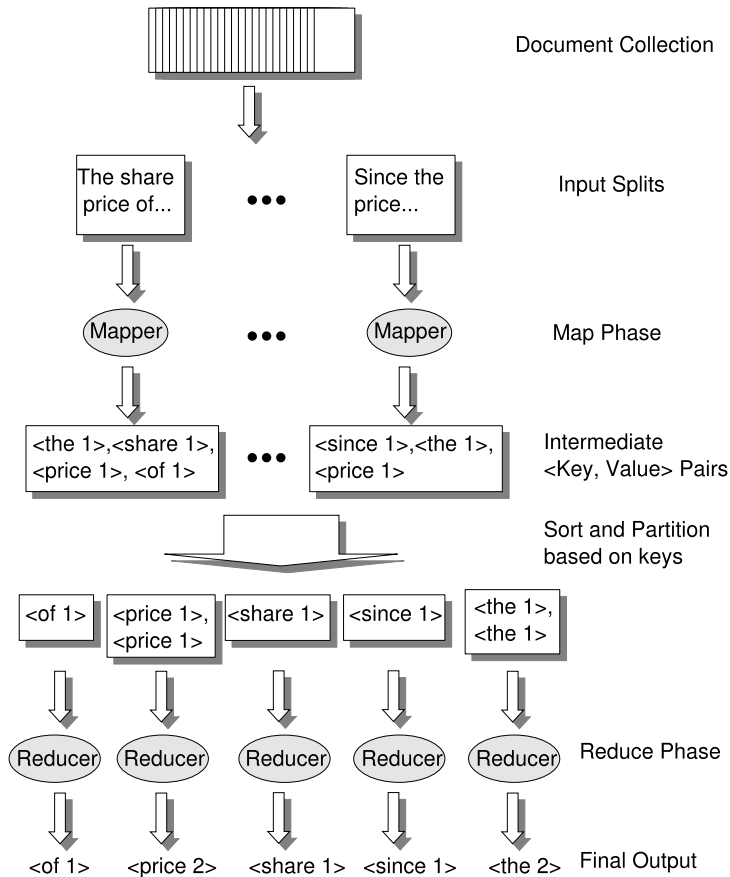 Document Collection
The share
price of...
Since the
price...
Input Splits
Mapper
Mapper
Map Phase
<the 1>,<share 1>,
<price 1>, <of 1>
<since 1>,<the 1>,
<price 1>
Intermediate
<Key, Value> Pairs
Sort and Partition
based on keys
<of 1>
<price 1>,
<price 1>
<share 1>
<since 1>
<the 1>,
<the 1>
Reducer
Reducer
Reducer
Reducer
Reducer
Reduce Phase
<of 1>
<price 2>
<share 1>
<since 1>
<the 2>
Final Output